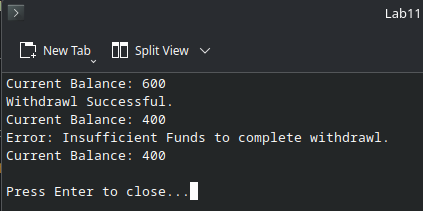 Lab11
New Tab
Split View
Current Balance: 600
Withdrawl Successful.
Current Balance: 400
Error: Insufficient Funds to complete withdrawl.
Current Balance: 400
Press Enter to close...